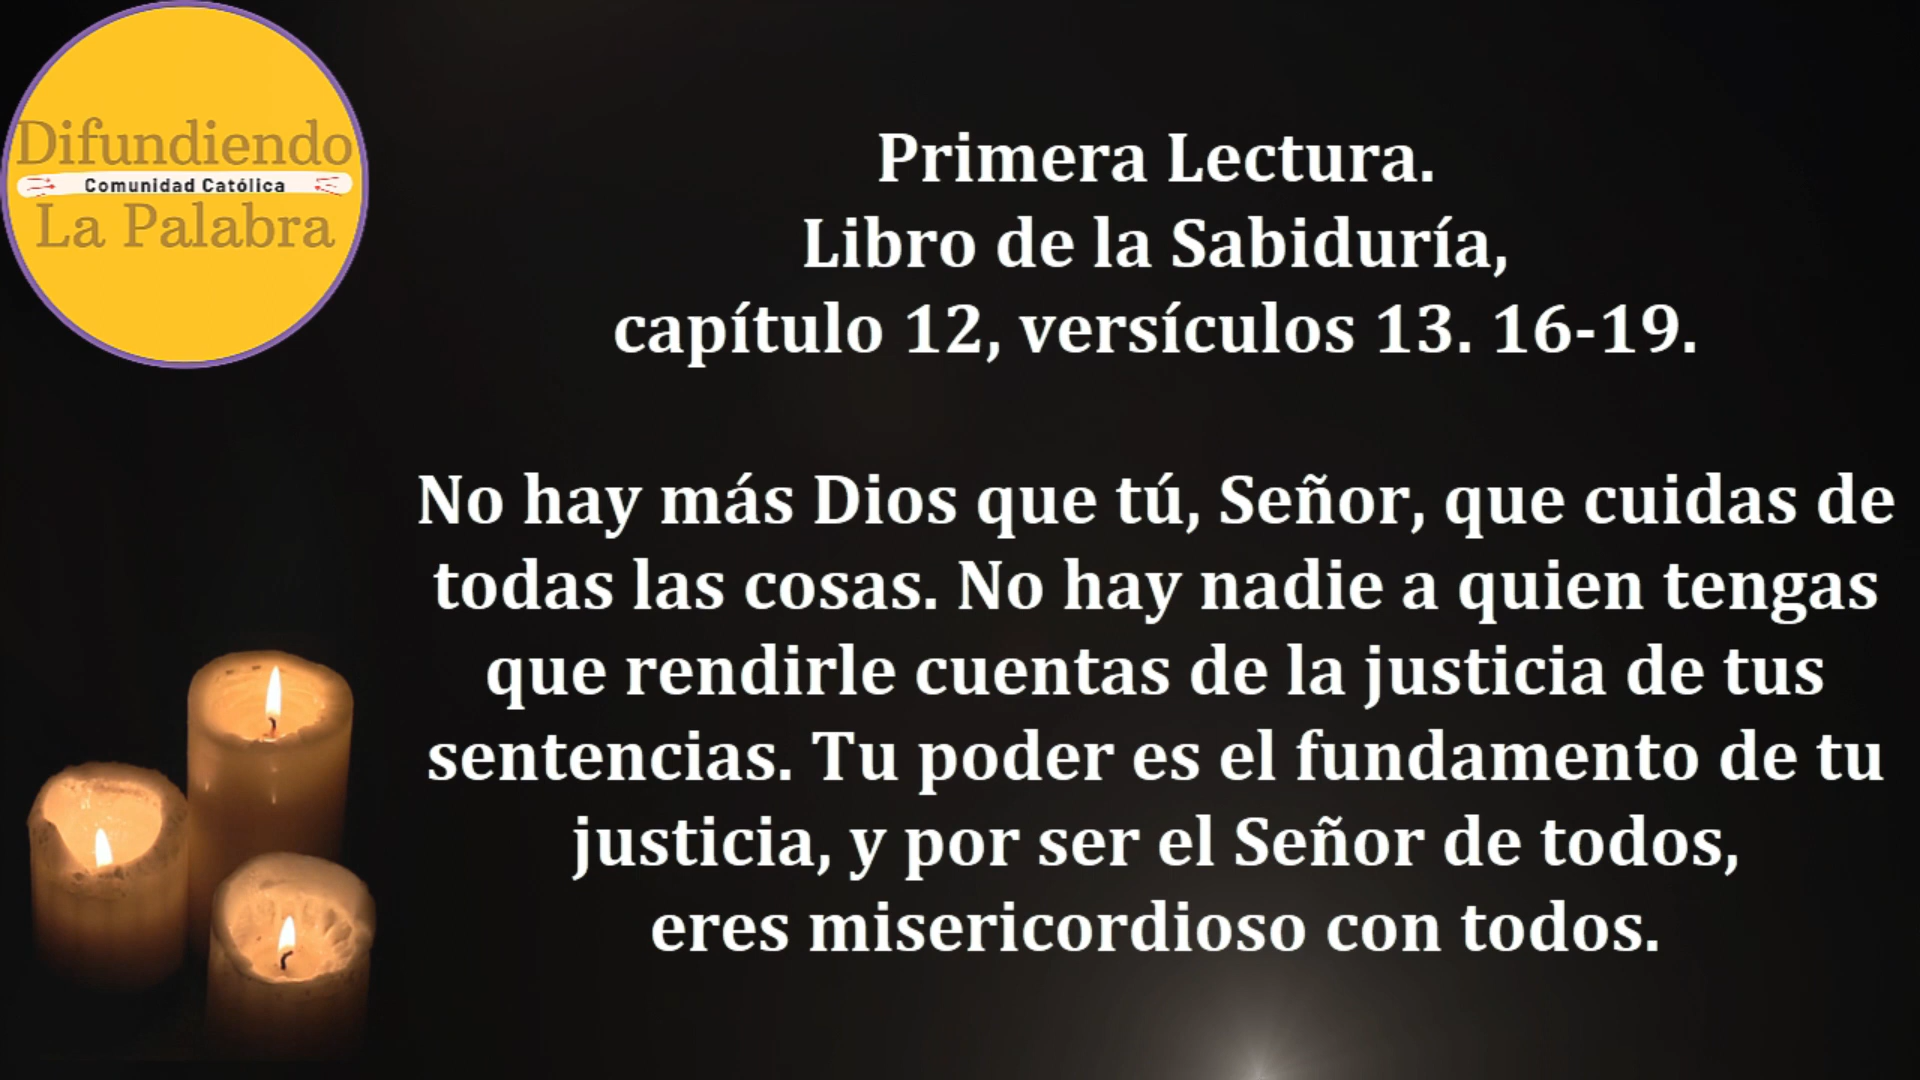 Difundiendo
Comunidad Católica
La Palabra
Primera Lectura.
Libro de la Sabiduría,
capítulo 12, versículos 13. 16-19.
No hay más Dios que tú, Señor, que cuidas de
todas las cosas. No hay nadie a quien tengas
que rendirle cuentas de la justicia de tus
sentencias. Tu poder es el fundamento de tu
justicia, y por ser el Señor de todos,
eres misericordioso con todos.